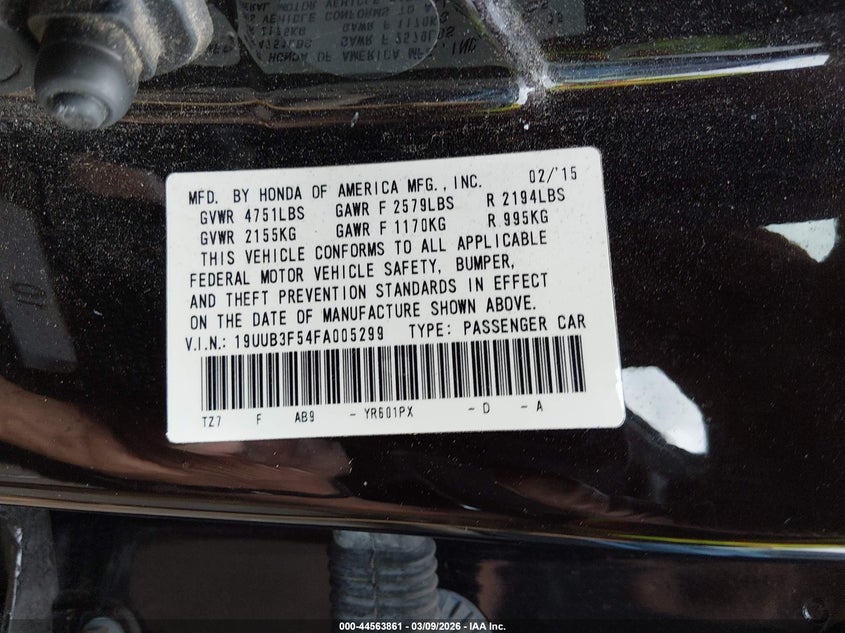 MFD. BY HONDA OF AMERICA MFG., INC. 02/'15
GVWR 4751LBS GAWR F 2579LBS R 2194LBS
GVWR 2155KG GAWR F 1170KG R 995KG
THIS VEHICLE CONFORMS TO ALL APPLICABLE
FEDERAL MOTOR VEHICLE SAFETY, BUMPER,
AND THEFT PREVENTION STANDARDS IN EFFECT
ON THE DATE OF MANUFACTURE SHOWN ABOVE.
V.I.N.: 19UUB3F54FA005299 TYPE: PASSENGER CAR
TZ7 F AB9 - YR601PX - D - A
000-44563861 | 03/09/2026 - IAA Inc.